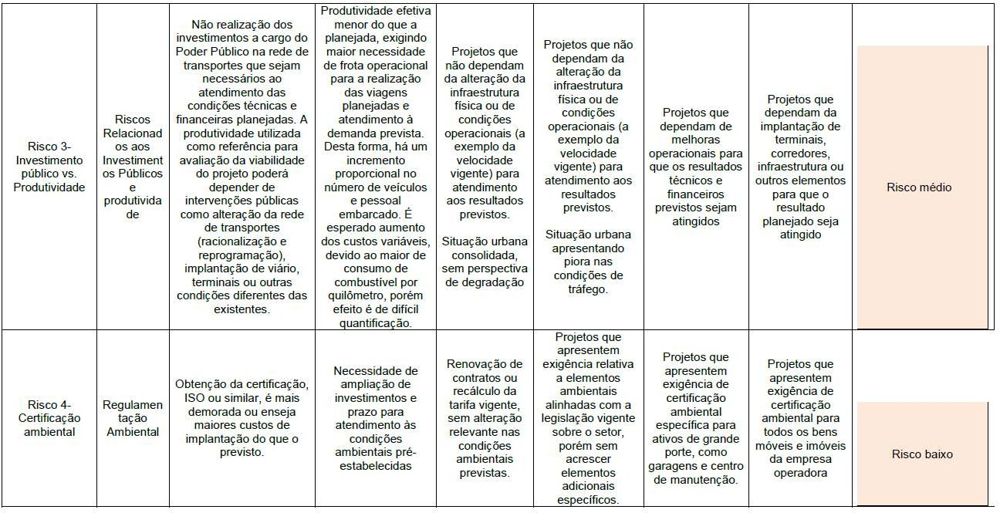 Risco 3-
Investimento
público vs.
Produtividade
Riscos
Relacionad
os aos
Investiment
os Públicos
e
produtivida
de
Não realização dos
investimentos a cargo do
Poder Público na rede de
transportes que sejam
necessários ao
atendimento das
condições técnicas e
financeiras planejadas. A
produtividade utilizada
como referência para
avaliação da viabilidade
do projeto poderá
depender de
intervenções públicas
como alteração da rede
de transportes
(racionalização e
reprogramação),
implantação de viário,
terminais ou outras
condições diferentes das
existentes.
Produtividade efetiva
menor do que a
planejada, exigindo
maior necessidade
de frota operacional
para a realização
das viagens
planejadas e
atendimento à
demanda prevista.
Desta forma, há um
incremento
proporcional no
número de veículos
e pessoal
embarcado. É
esperado aumento
dos custos variáveis,
devido ao maior de
consumo de
combustível por
quilômetro, porém
efeito é de difícil
quantificação.
Projetos que
não dependam
da alteração da
infraestrutura
física ou de
condições
operacionais (a
exemplo da
velocidade
vigente) para
atendimento
aos resultados
previstos.
Situação urbana
consolidada,
sem perspectiva
de degradação
Projetos que não
dependam da
alteração da
infraestrutura
física ou de
condições
operacionais (a
exemplo da
velocidade
vigente) para
atendimento aos
resultados
previstos.
Situação urbana
apresentando
piora nas
condições de
tráfego.
Projetos que
dependam de
melhoras
operacionais para
que os resultados
técnicos e
financeiros
previstos sejam
atingidos
Projetos que
dependam da
implantação de
terminais,
corredores,
infraestrutura ou
outros elementos
para que o
resultado
planejado seja
atingido
Risco médio
Risco 4-
Certificação
ambiental
Regulamen
tação
Ambiental
Obtenção da certificação,
ISO ou similar, é mais
demorada ou enseja
maiores custos de
implantação do que o
previsto.
Necessidade de
ampliação de
investimentos e
prazo para
atendimento às
condições
ambientais pré-
estabelecidas
Renovação de
contratos ou
recálculo da
tarifa vigente,
sem alteração
relevante nas
condições
ambientais
previstas.
Projetos que
apresentem
exigência relativa
a elementos
ambientais
alinhadas com a
legislação vigente
sobre o setor,
porém sem
acrescer
elementos
adicionais
específicos.
Projetos que
apresentem
exigência de
certificação
ambiental
específica para
ativos de grande
porte, como
garagens e centro
de manutenção.
Projetos que
apresentem
exigência de
certificação
ambiental para
todos os bens
móveis e imóveis
da empresa
operadora
Risco baixo